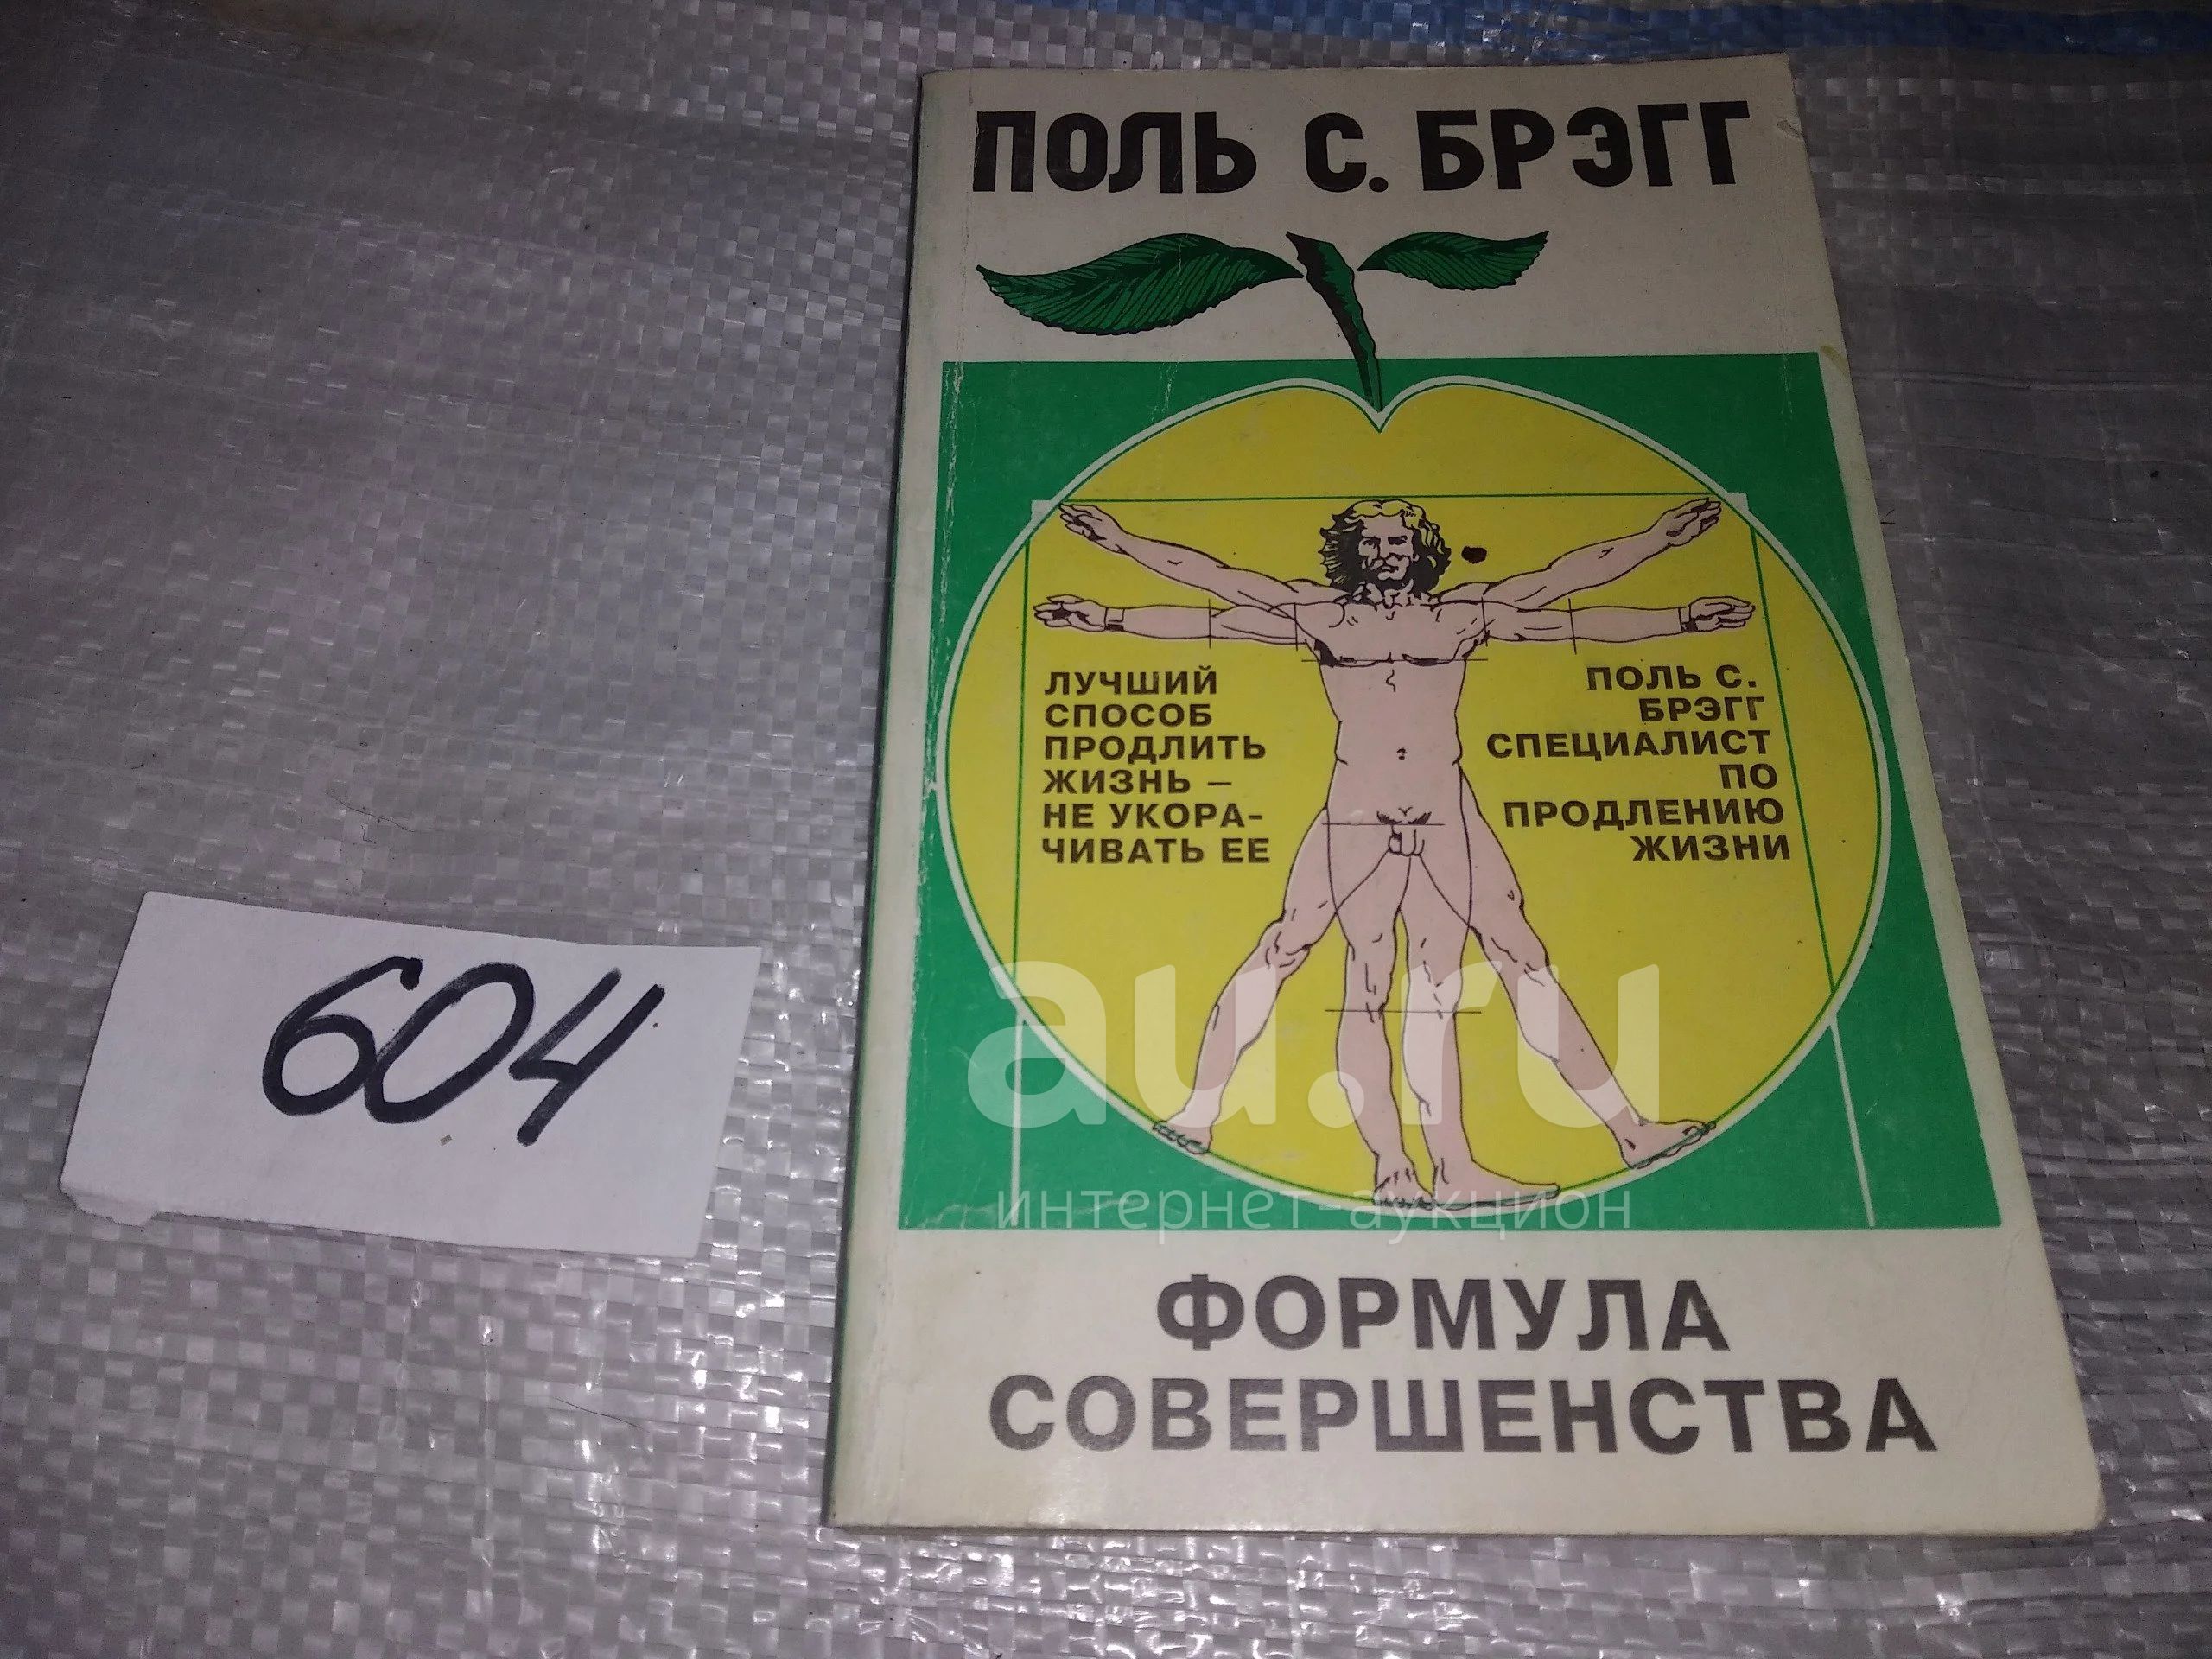 ПОЛЬ С. БРЭГГ
ЛУЧШИЙ
СПОСОБ
ПРОДЛИТЬ
ЖИЗНЬ –
НЕ УКОРА-
ЧИВАТЬ ЕЕ
ПОЛЬ С.
БРЭГГ
СПЕЦИАЛИСТ
ПО
ПРОДЛЕНИЮ
ЖИЗНИ
604
au.ru
интернет-аукцион
ФОРМУЛА
СОВЕРШЕНСТВА